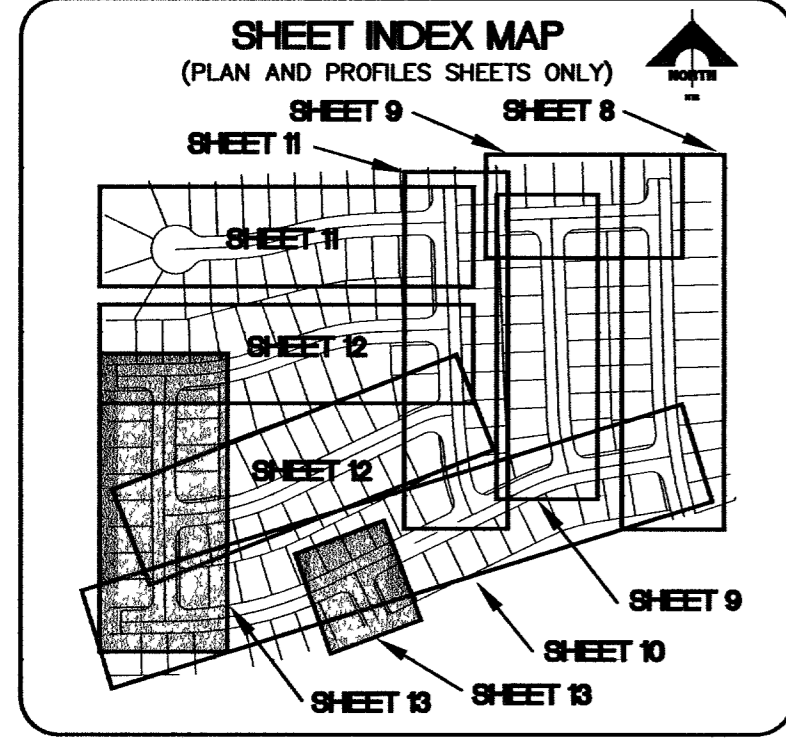 SHEET INDEX MAP
(PLAN AND PROFILES SHEETS ONLY)
NORTH
SHEET 9
SHEET 8
SHEET 11
SHEET 11
SHEET 12
SHEET 12
SHEET 9
SHEET 10
SHEET 13
SHEET 13